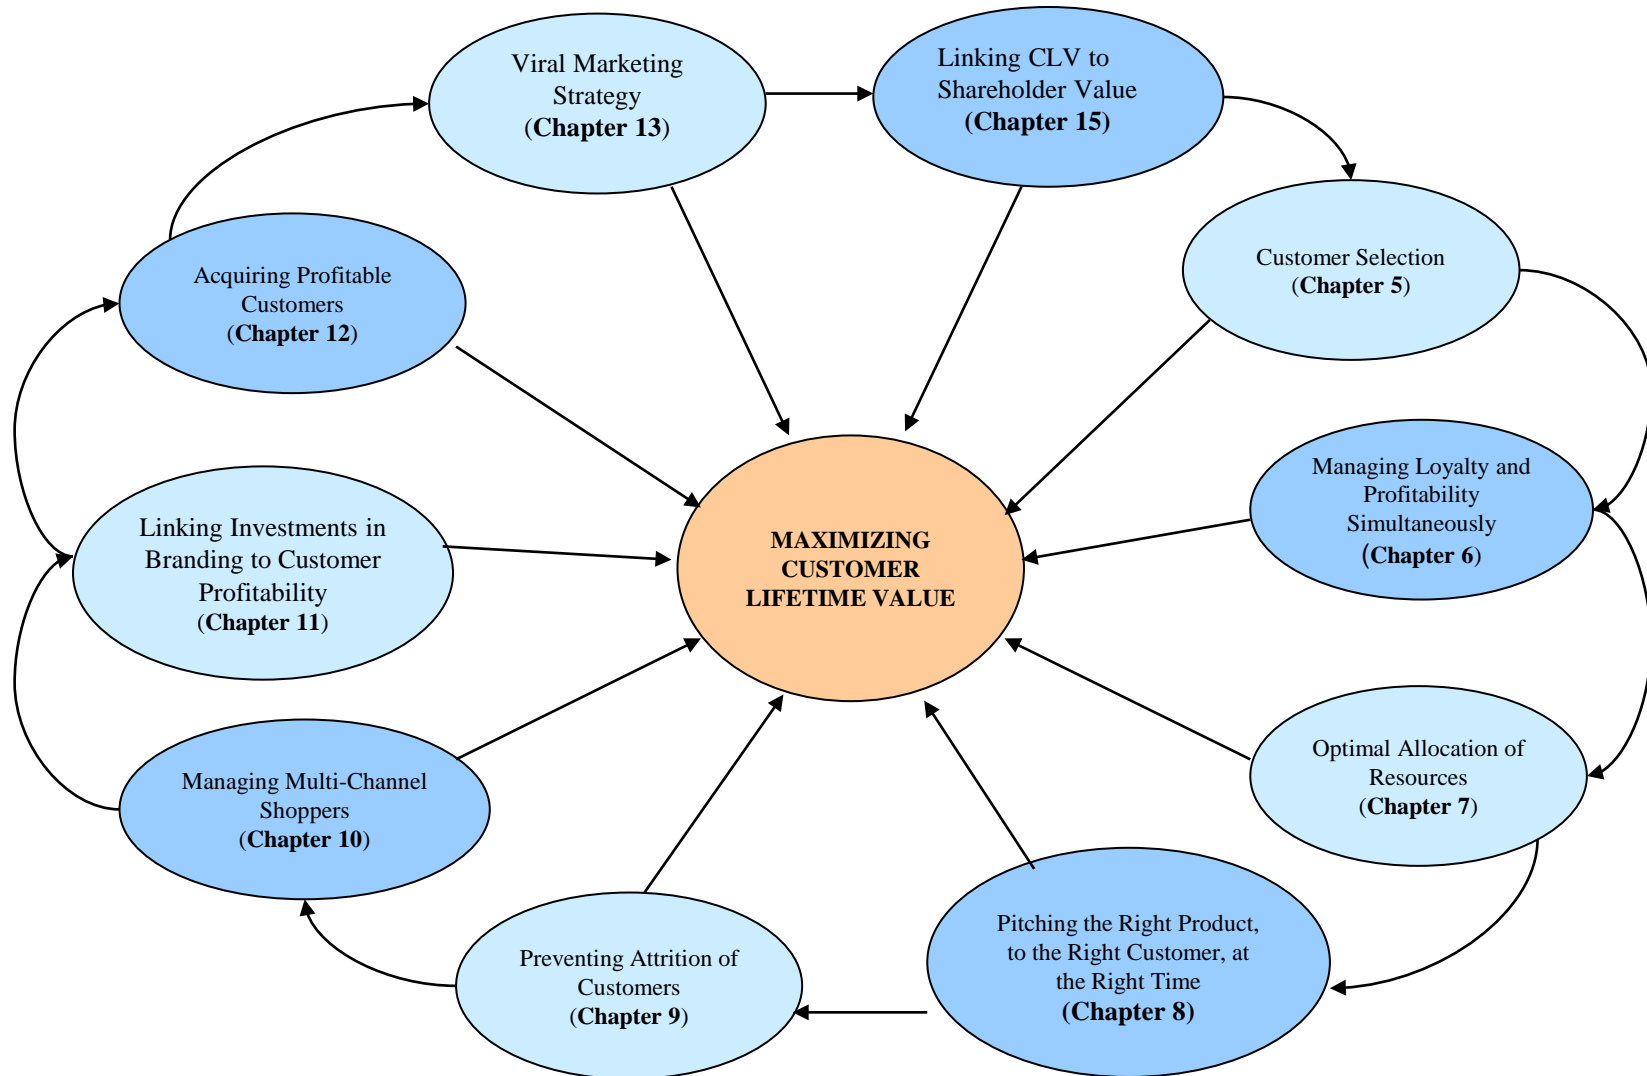 Viral Marketing
Strategy
(Chapter 13)
Linking CLV to
Shareholder Value
(Chapter 15)
Customer Selection
(Chapter 5)
Acquiring Profitable
Customers
(Chapter 12)
Managing Loyalty and
Profitability
Simultaneously
(Chapter 6)
Linking Investments in
Branding to Customer
Profitability
(Chapter 11)
MAXIMIZING
CUSTOMER
LIFETIME VALUE
Optimal Allocation of
Resources
(Chapter 7)
Managing Multi-Channel
Shoppers
(Chapter 10)
Pitching the Right Product,
to the Right Customer, at
the Right Time
(Chapter 8)
Preventing Attrition of
Customers
(Chapter 9)